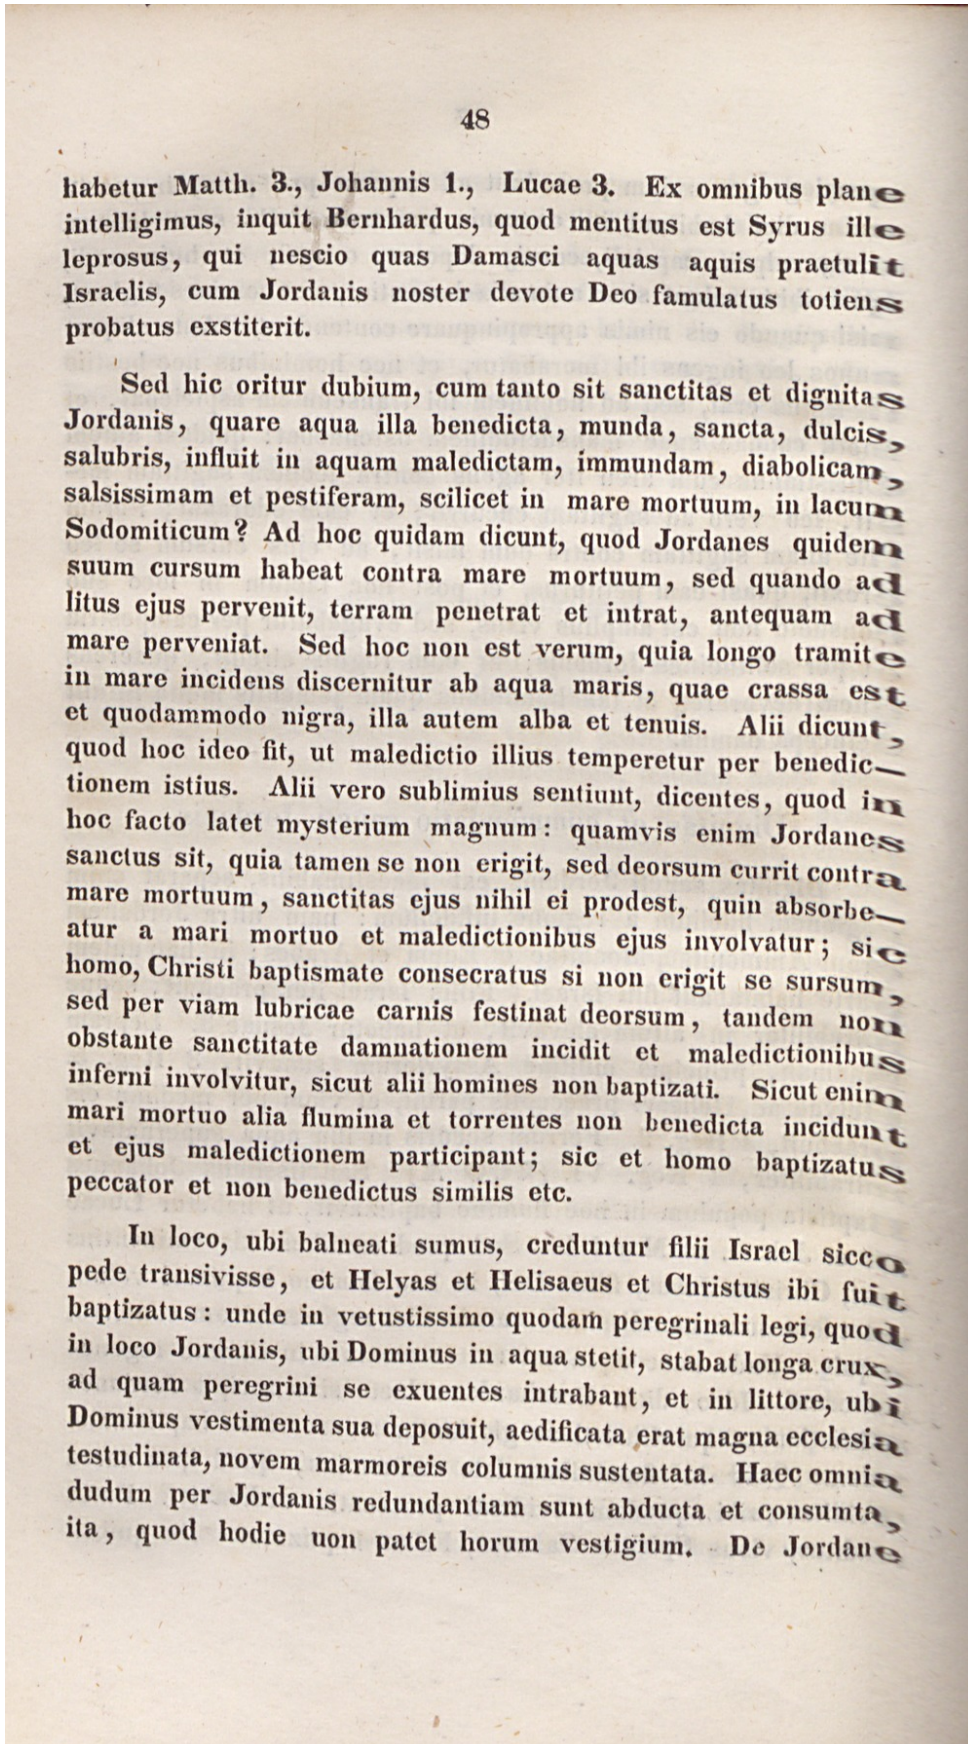 48
habetur Matth. 3., Johannis 1., Lucae 3. Ex omnibus plane
intelligimus, inquit Bernhardus, quod mentitus est Syrus ille
leprosus, qui nescio quas Damasci aquas aquis praetulit
Israelis, cum Jordanis noster devote Deo famulatus totiens
probatus exstiterit.
Sed hic oritur dubium, cum tanto sit sanctitas et dignitas
Jordanis, quare aqua illa benedicta, munda, sancta, dulcis,
salubris, influit in aquam maledictam, immundam, diabolicam,
salsissimam et pestiferam, scilicet in mare mortuum, in lacum
Sodomiticum? Ad hoc quidam dicunt, quod Jordanes quidem
suum cursum habeat contra mare mortuum, sed quando ad
litus ejus pervenit, terram penetrat et intrat, antequam ad
mare perveniat. Sed hoc non est verum, quia longo tramite
in mare incidens discernitur ab aqua maris, quae crassa est
et quodammodo nigra, illa autem alba et tenuis. Alii dicunt,
quod hoc ideo fit, ut maledictio illius temperetur per benedic-
tionem istius. Alii vero sublimius sentiunt, dicentes, quod in
hoc facto latet mysterium magnum: quamvis enim Jordanes
sanctus sit, quia tamen se non erigit, sed deorsum currit contra
mare mortuum, sanctitas ejus nihil ei prodest, quin absorbe-
atur a mari mortuo et maledictionibus ejus involvatur; sic
homo, Christi baptismate consecratus si non erigit se sursum,
sed per viam lubricae carnis festinat deorsum, tandem non
obstante sanctitate damnationem incidit et maledictionibus
inferni involvitur, sicut alii homines non baptizati. Sicut enim
mari mortuo alia flumina et torrentes non benedicta incidunt
et ejus maledictionem participant; sic et homo baptizatus
peccator et non benedictus similis etc.
In loco, ubi balneati sumus, creduntur filii Israel sicco
pede transivisse, et Helyas et Helisaeus et Christus ibi fuit
baptizatus: unde in vetustissimo quodam peregrinali legi, quod
in loco Jordanis, ubi Dominus in aqua stetit, stabat longa crux,
ad quam peregrini se exuentes intrabant, et in littore, ubi
Dominus vestimenta sua deposuit, aedificata erat magna ecclesia
testudinata, novem marmoreis columnis sustentata. Haec omnia
dudum per Jordanis redundantiam sunt abducta et consumta,
ita, quod hodie uon patet horum vestigium. De Jordane